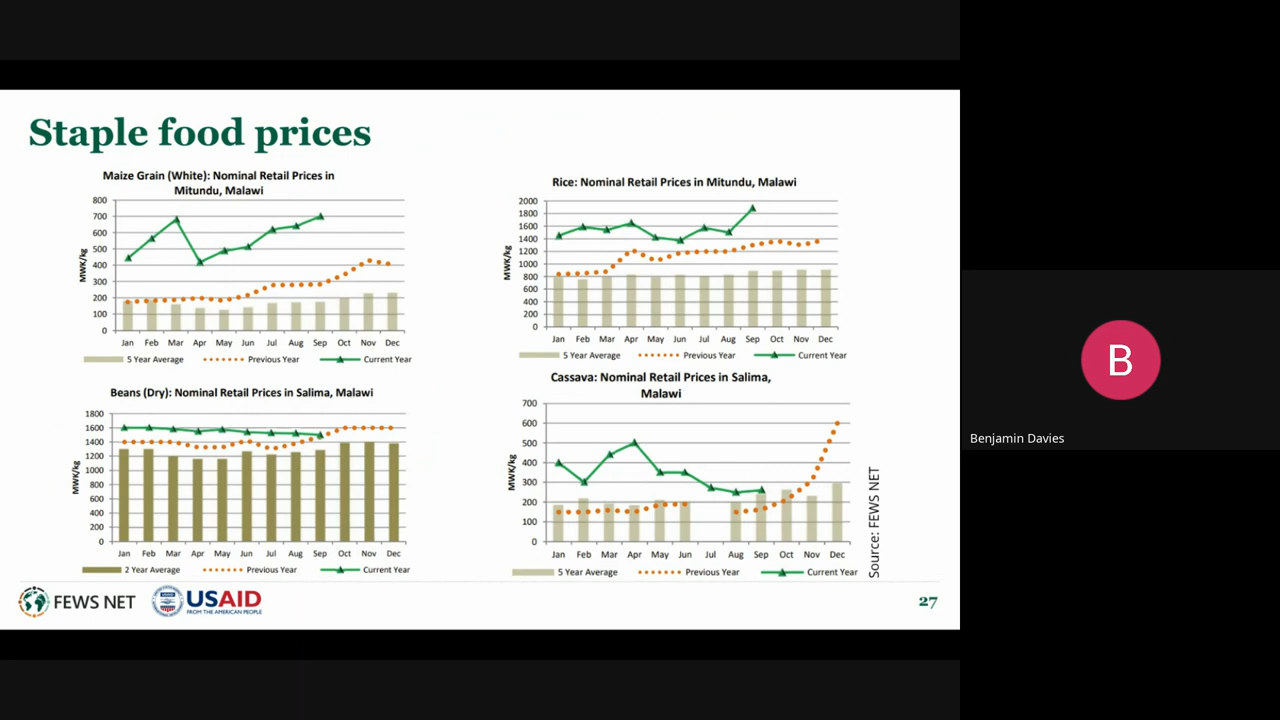 Staple food prices
Maize Grain (White): Nominal Retail Prices in
Mitundu, Malawi
800
700
600
500
400
300
200
100
0
MWK/kg
Jan Feb Mar Apr May Jun Jul Aug Sep Oct Nov Dec
5 Year Average Previous Year Current Year
Rice: Nominal Retail Prices in Mitundu, Malawi
2000
1800
1600
1400
1200
1000
800
600
400
200
0
MWK/kg
Jan Feb Mar Apr May Jun Jul Aug Sep Oct Nov Dec
5 Year Average Previous Year Current Year
Beans (Dry): Nominal Retail Prices in Salima, Malawi
1800
1600
1400
1200
1000
800
600
400
200
0
MWK/kg
Jan Feb Mar Apr May Jun Jul Aug Sep Oct Nov Dec
2 Year Average Previous Year Current Year
Cassava: Nominal Retail Prices in Salima,
Malawi
700
600
500
400
300
200
100
0
MWK/kg
Jan Feb Mar Apr May Jun Jul Aug Sep Oct Nov Dec
5 Year Average Previous Year Current Year
Source: FEWS NET
FEWS NET
USAID
FROM THE AMERICAN PEOPLE
27
B
Benjamin Davies